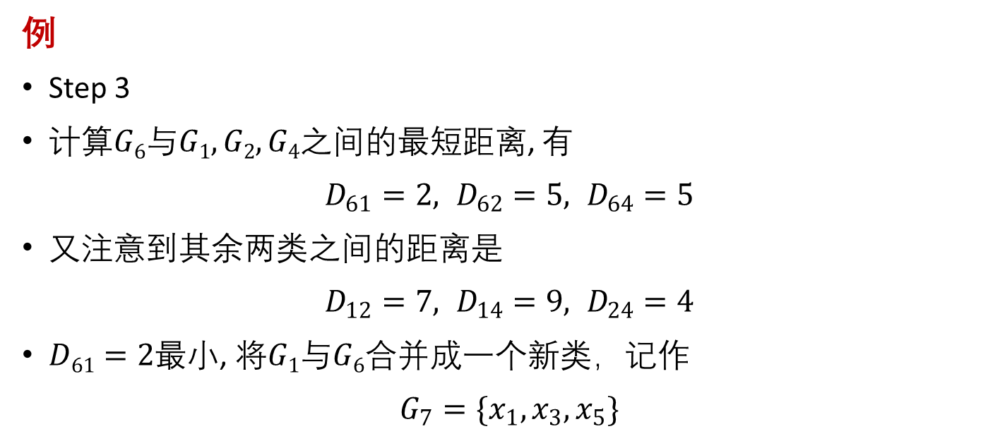 例
• Step 3
• 计算$G_6$与$G_1, G_2, G_4$之间的最短距离, 有
$D_{61} = 2, \ D_{62} = 5, \ D_{64} = 5$
• 又注意到其余两类之间的距离是
$D_{12} = 7, \ D_{14} = 9, \ D_{24} = 4$
• $D_{61} = 2$最小, 将$G_1$与$G_6$合并成一个新类，记作
$G_7 = \{x_1, x_3, x_5\}$